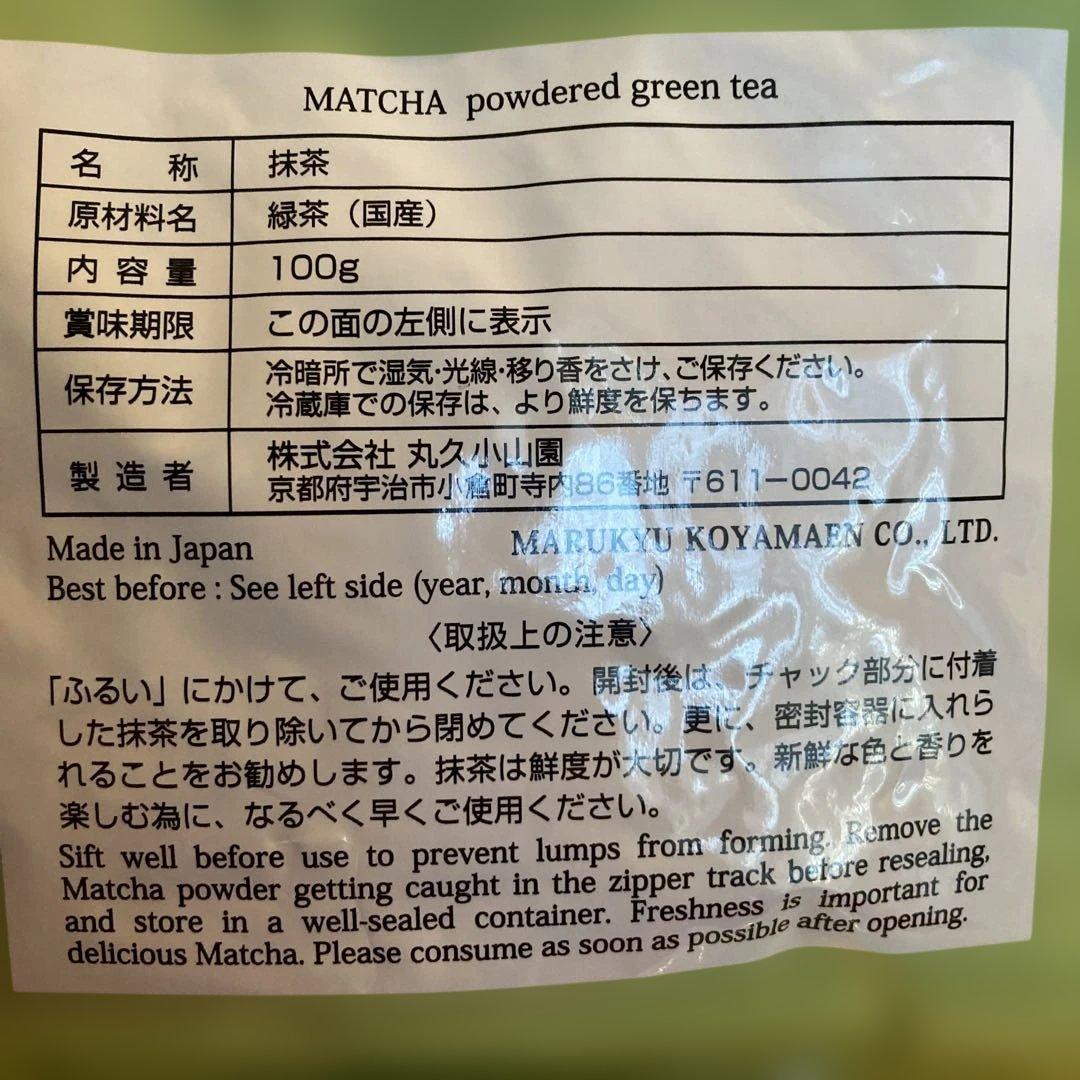 MATCHA powdered green tea
名 称 抹茶
原材料名 緑茶（国産）
内容量 100g
賞味期限 この面の左側に表示
保存方法 冷暗所で湿気・光線・移り香をさけ、ご保存ください。
冷蔵庫での保存は、より鮮度を保ちます。
製造者 株式会社 丸久小山園
京都府宇治市小倉町寺内86番地 〒611-0042
Made in Japan MARUKYU KOYAMAEN CO., LTD.
Best before : See left side (year, month, day)
〈取扱上の注意〉
「ふるい」にかけて、ご使用ください。開封後は、チャック部分に付着
した抹茶を取り除いてから閉めてください。更に、密封容器に入れら
れることをお勧めします。抹茶は鮮度が大切です。新鮮な色と香りを
楽しむ為に、なるべく早くご使用ください。
Sift well before use to prevent lumps from forming. Remove the
Matcha powder getting caught in the zipper track before resealing,
and store in a well-sealed container. Freshness is important for
delicious Matcha. Please consume as soon as possible after opening.